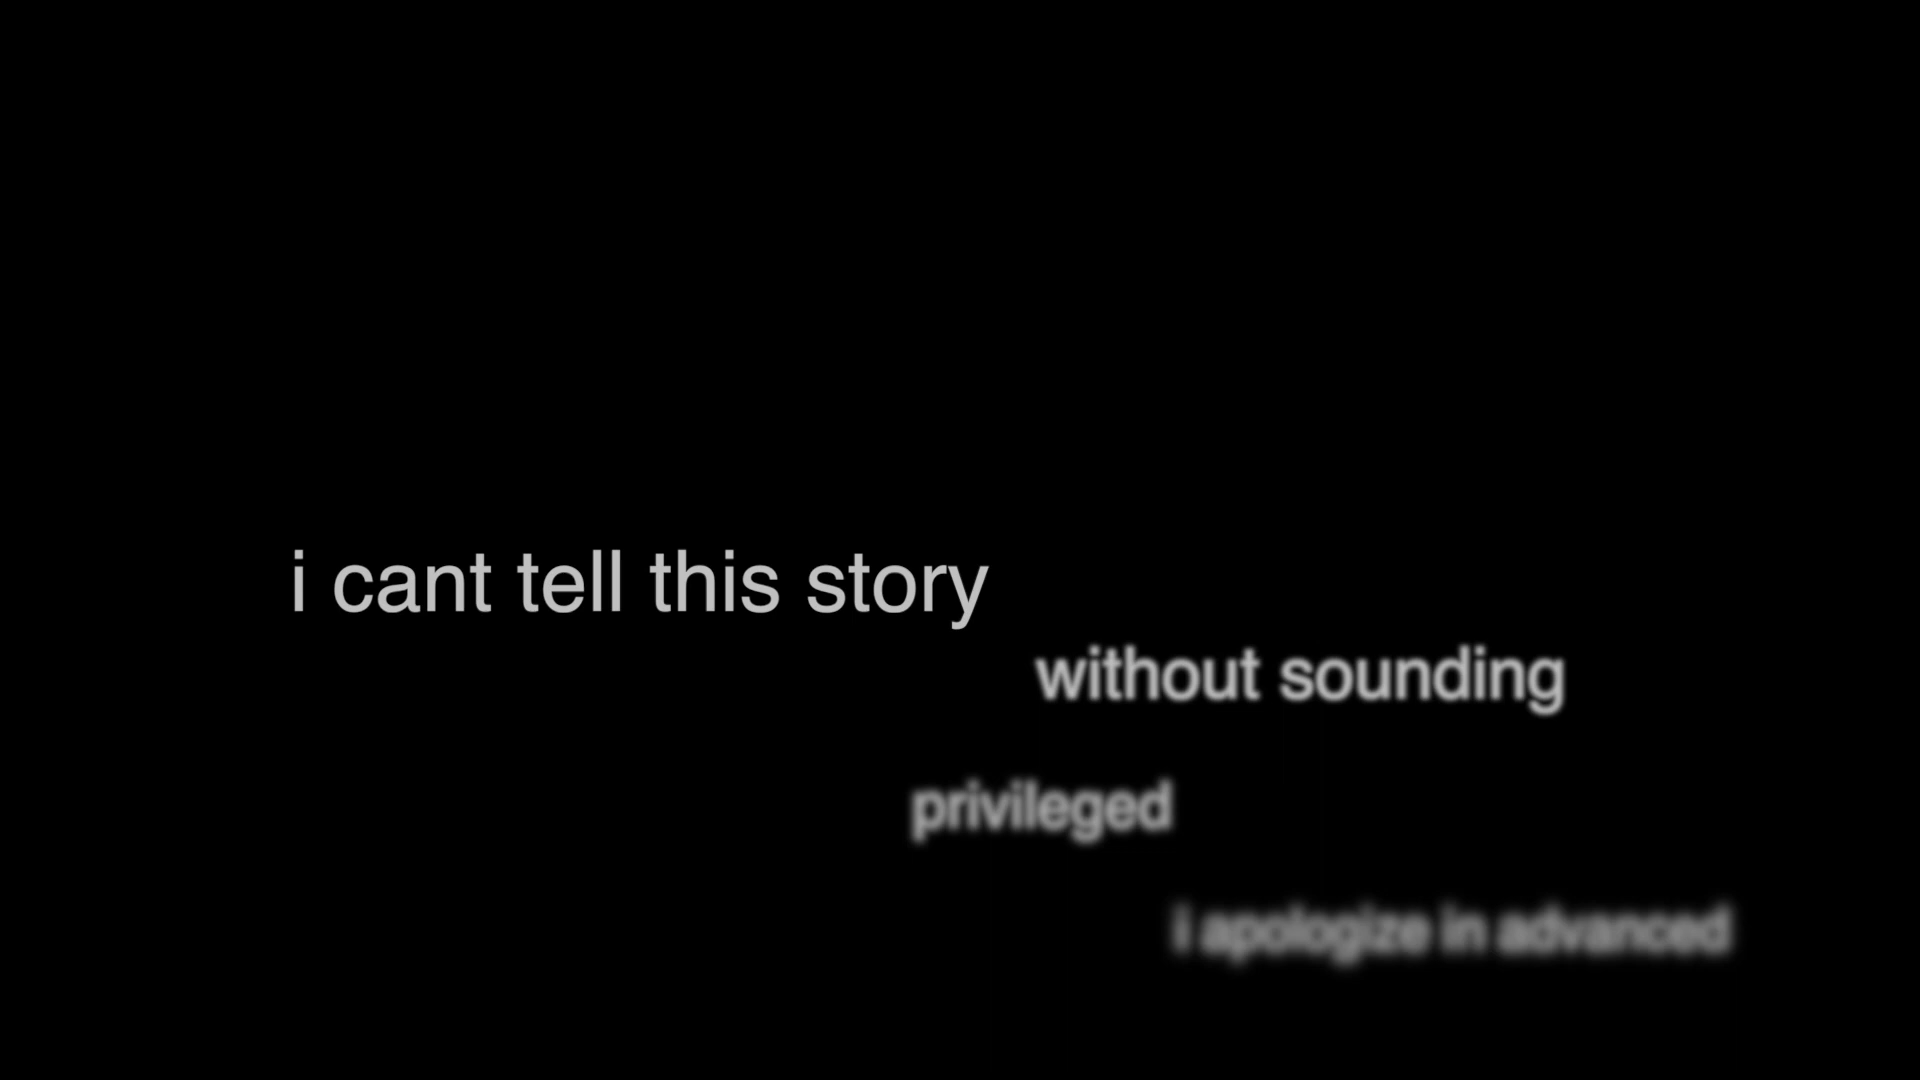 i cant tell this story
without sounding
privileged
i apologize in advanced